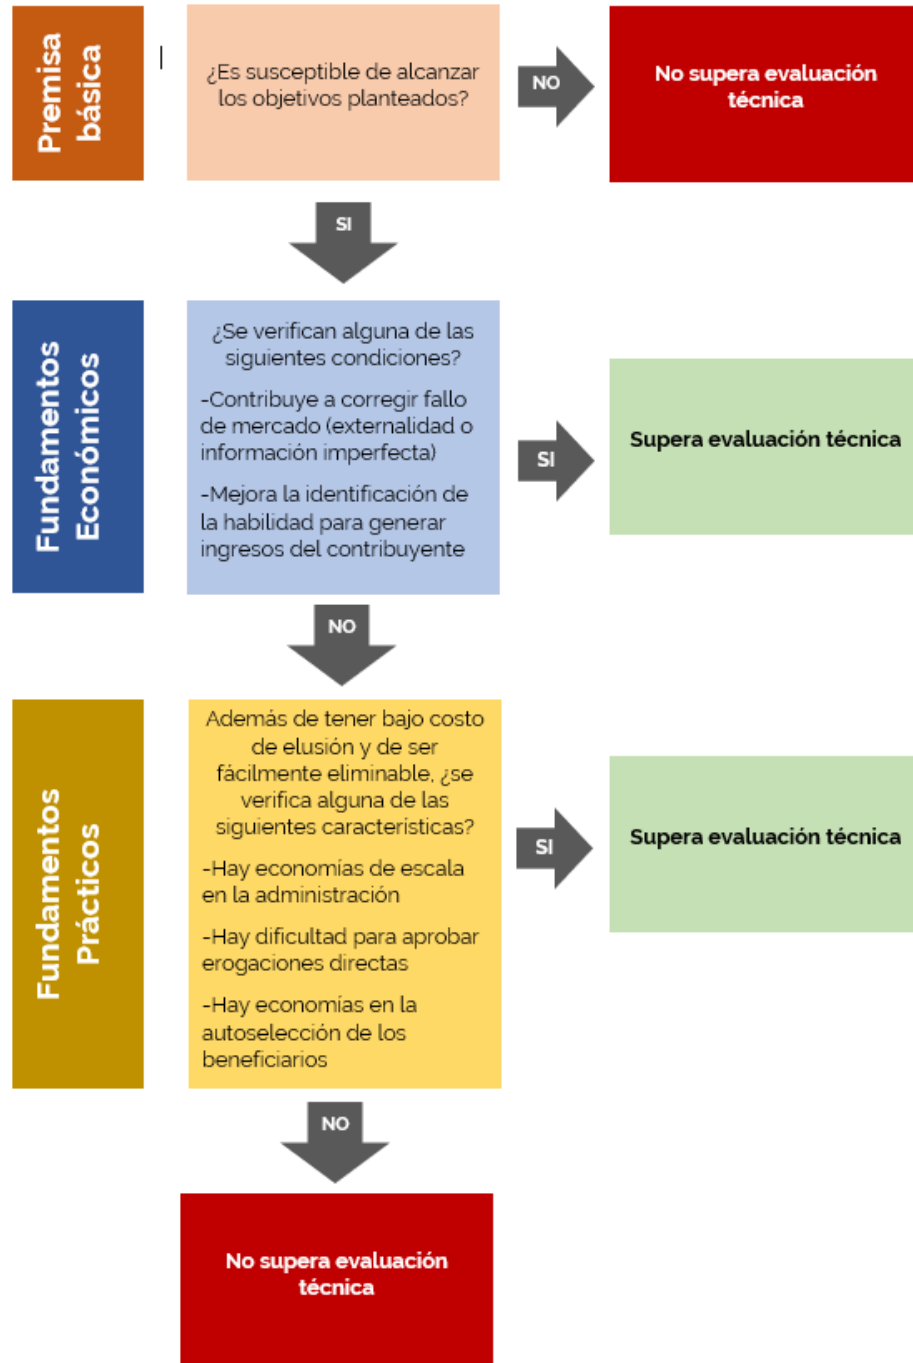 Premisa
básica
¿Es susceptible de alcanzar
los objetivos planteados?
NO
No supera evaluación
técnica
SI
Fundamentos
Económicos
¿Se verifican alguna de las
siguientes condiciones?
-Contribuye a corregir fallo
de mercado (externalidad o
información imperfecta)
-Mejora la identificación de
la habilidad para generar
ingresos del contribuyente
SI
Supera evaluación técnica
NO
Fundamentos
Prácticos
Además de tener bajo costo
de elusión y de ser
fácilmente eliminable, ¿se
verifica alguna de las
siguientes características?
-Hay economías de escala
en la administración
-Hay dificultad para aprobar
erogaciones directas
-Hay economías en la
autoselección de los
beneficiarios
SI
Supera evaluación técnica
NO
No supera evaluación
técnica